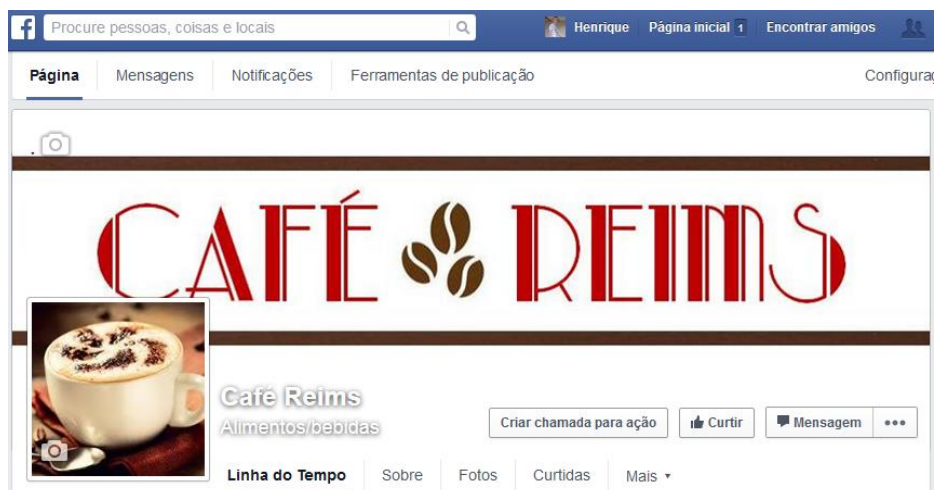 f Procure pessoas, coisas e locais Henrique Página inicial 1 Encontrar amigos
Página Mensagens Notificações Ferramentas de publicação Configura
CAFÉ REIMS
Café Reims
Alimentos/bebidas
Criar chamada para ação Curtir Mensagem •••
Linha do Tempo Sobre Fotos Curtidas Mais